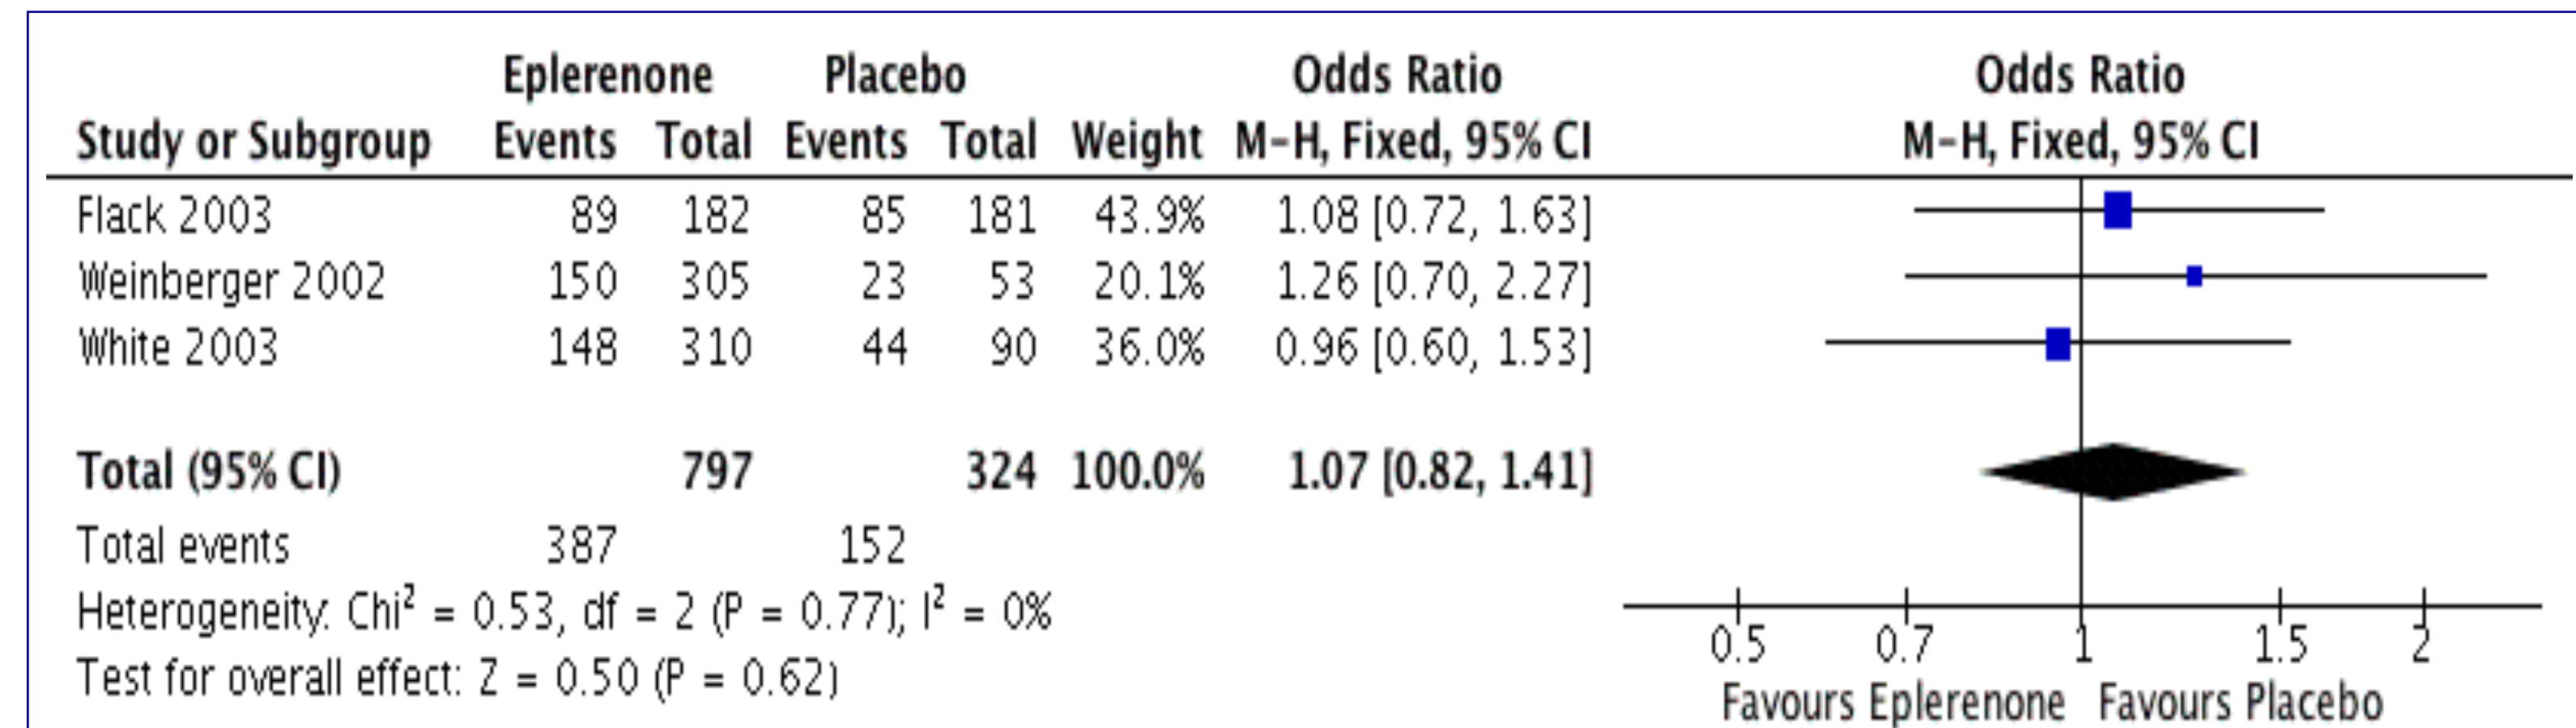 Eplerenone Placebo Odds Ratio Odds Ratio
Study or Subgroup Events Total Events Total Weight M-H, Fixed, 95% CI M-H, Fixed, 95% CI
Flack 2003 89 182 85 181 43.9% 1.08 [0.72, 1.63]
Weinberger 2002 150 305 23 53 20.1% 1.26 [0.70, 2.27]
White 2003 148 310 44 90 36.0% 0.96 [0.60, 1.53]
Total (95% CI) 797 324 100.0% 1.07 [0.82, 1.41]
Total events 387 152
Heterogeneity: Chi² = 0.53, df = 2 (P = 0.77); I² = 0%
Test for overall effect: Z = 0.50 (P = 0.62)
0.5 0.7 1 1.5 2
Favours Eplerenone Favours Placebo